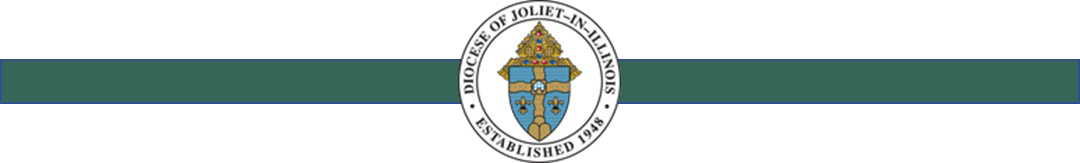 DIOCESE OF JOLIET–IN–ILLINOIS
• ESTABLISHED 1948 •